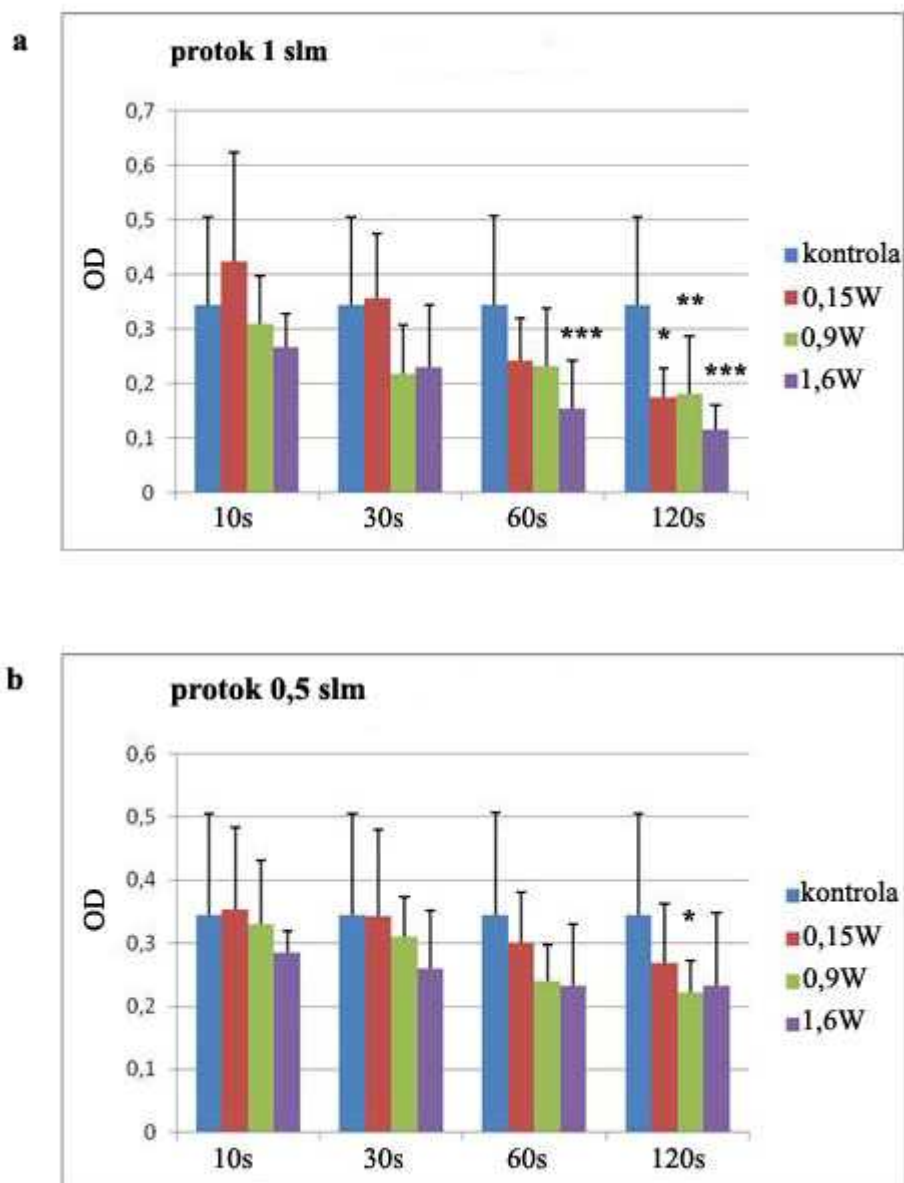 a
protok 1 slm
OD
0,7
0,6
0,5
0,4
0,3
0,2
0,1
0
***
*
**
***
10s 30s 60s 120s
kontrola
0,15W
0,9W
1,6W
b
protok 0,5 slm
OD
0,6
0,5
0,4
0,3
0,2
0,1
0
*
10s 30s 60s 120s
kontrola
0,15W
0,9W
1,6W